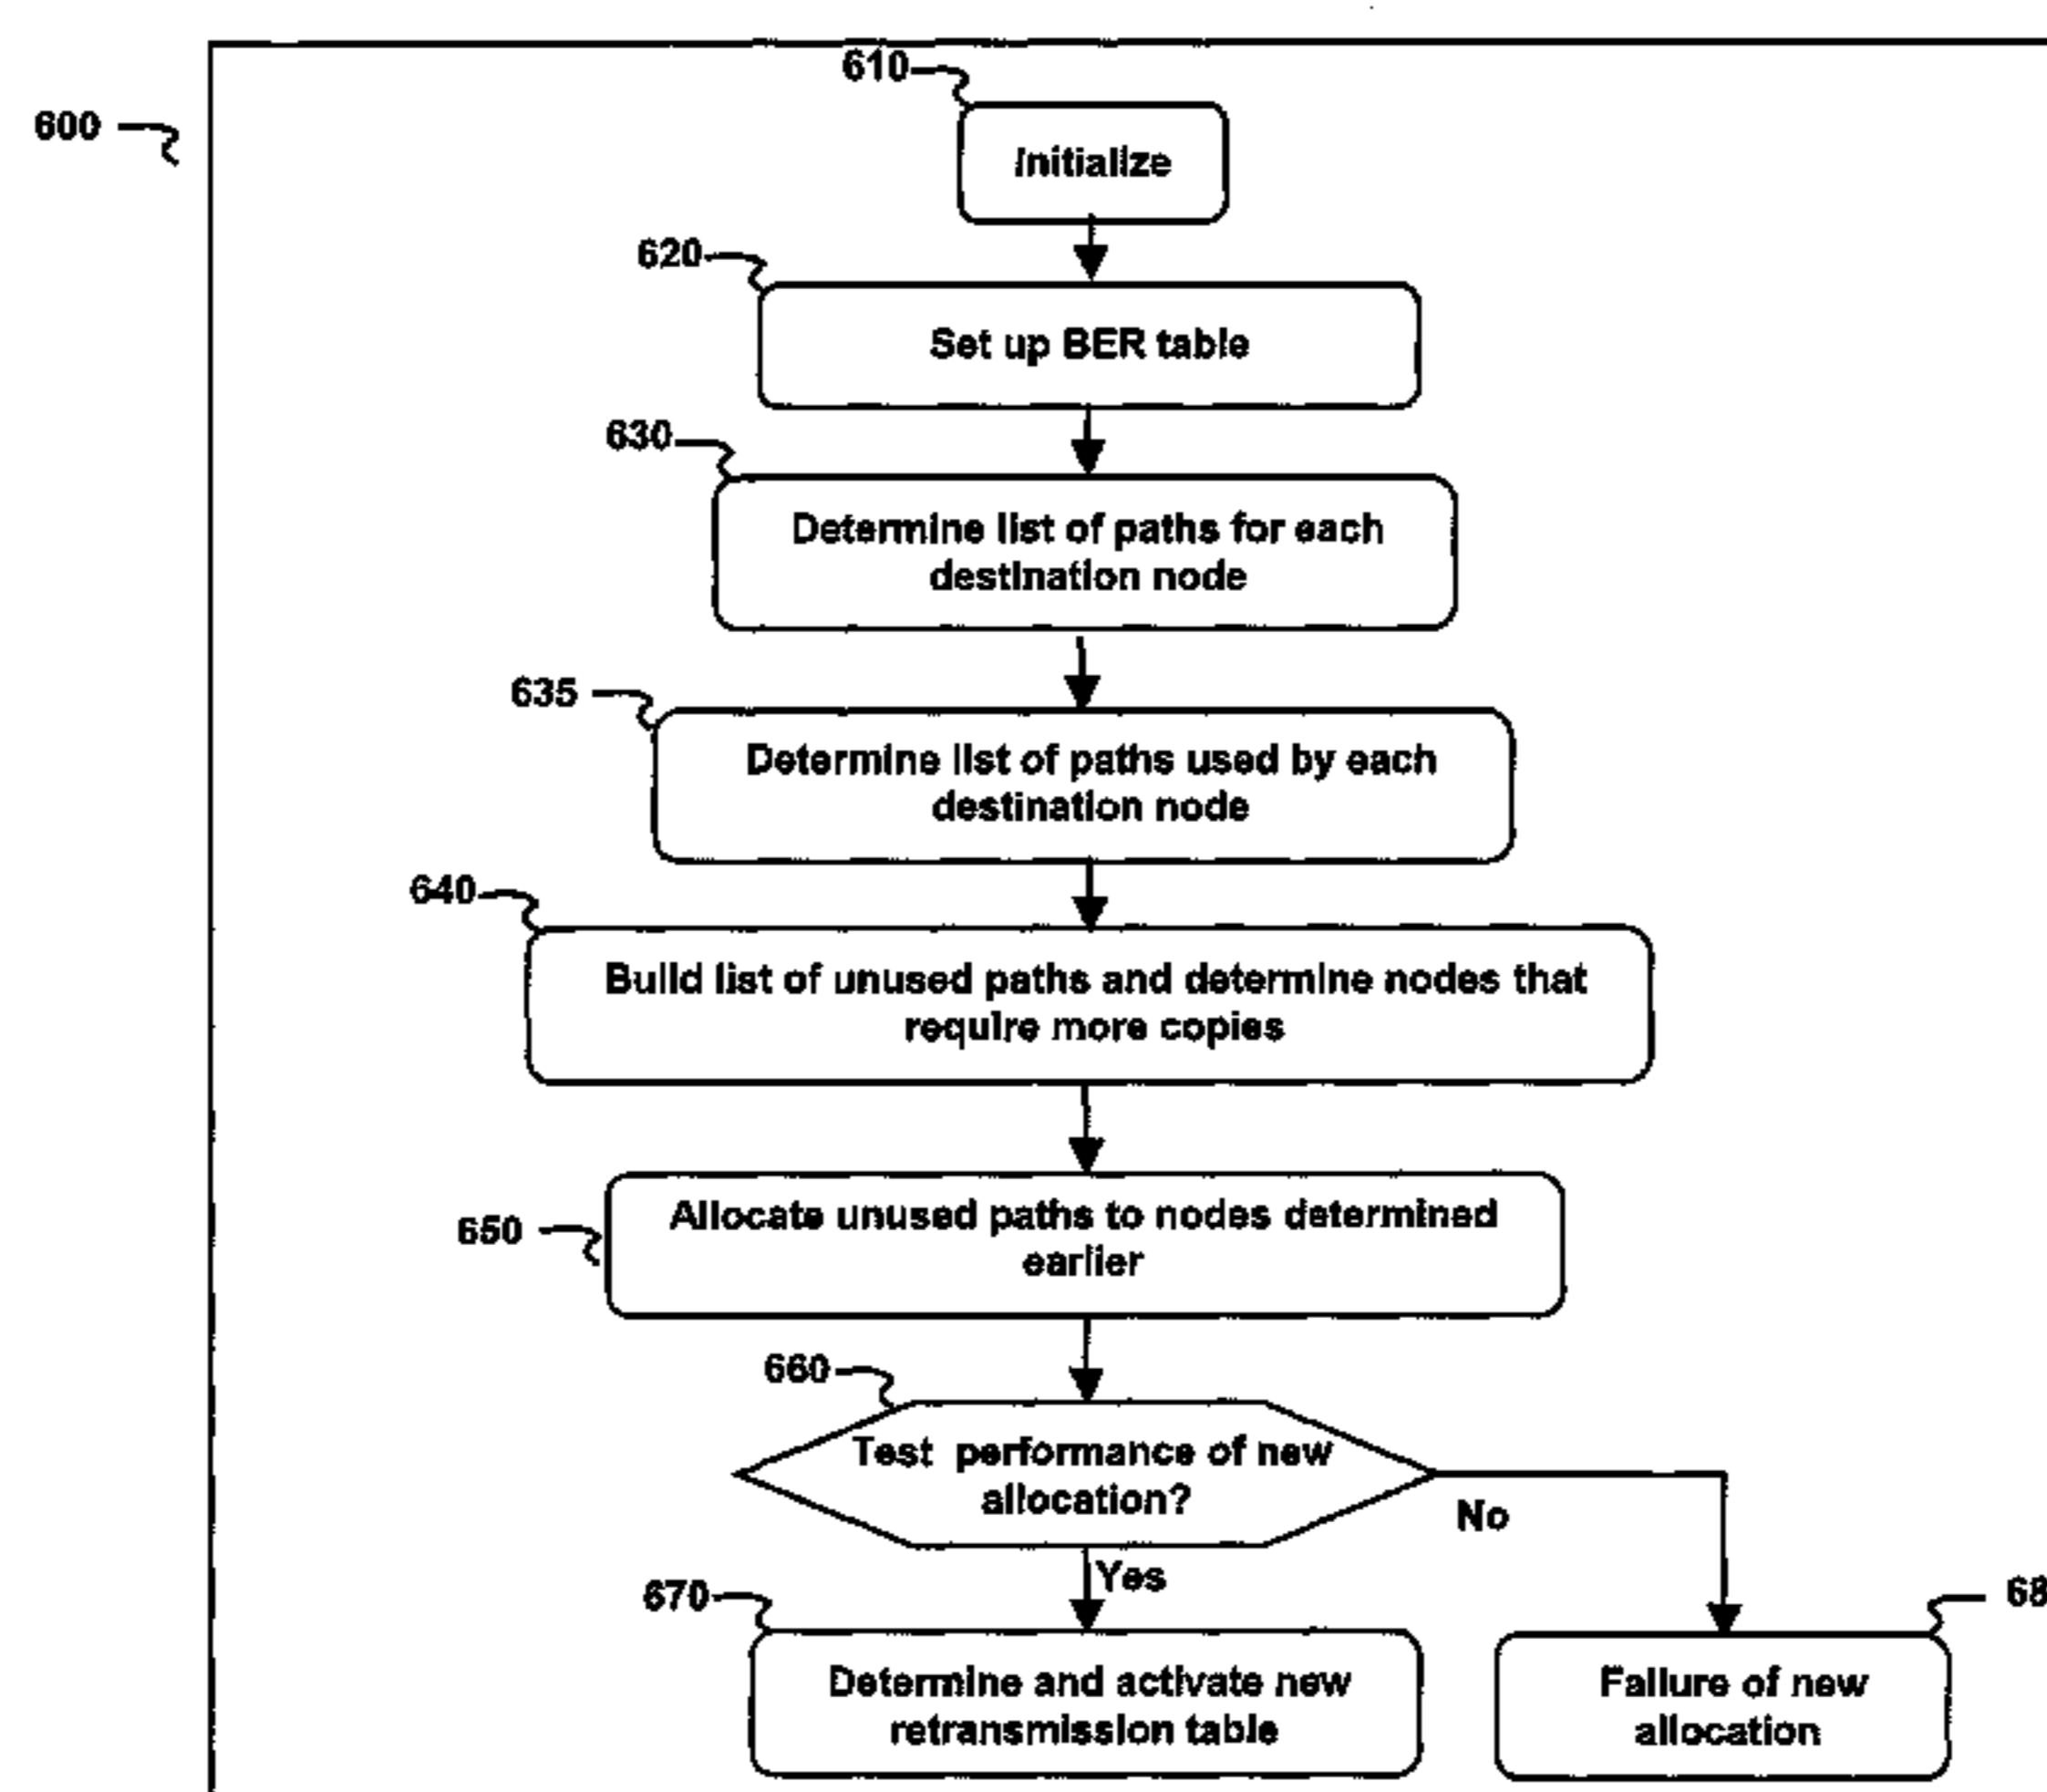 610
600
Initialize
620
Set up BER table
630
Determine list of paths for each
destination node
635
Determine list of paths used by each
destination node
640
Build list of unused paths and determine nodes that
require more copies
650
Allocate unused paths to nodes determined
earlier
660
Test performance of new
allocation?
No
Yes
670
68
Determine and activate new
retransmission table
Failure of new
allocation